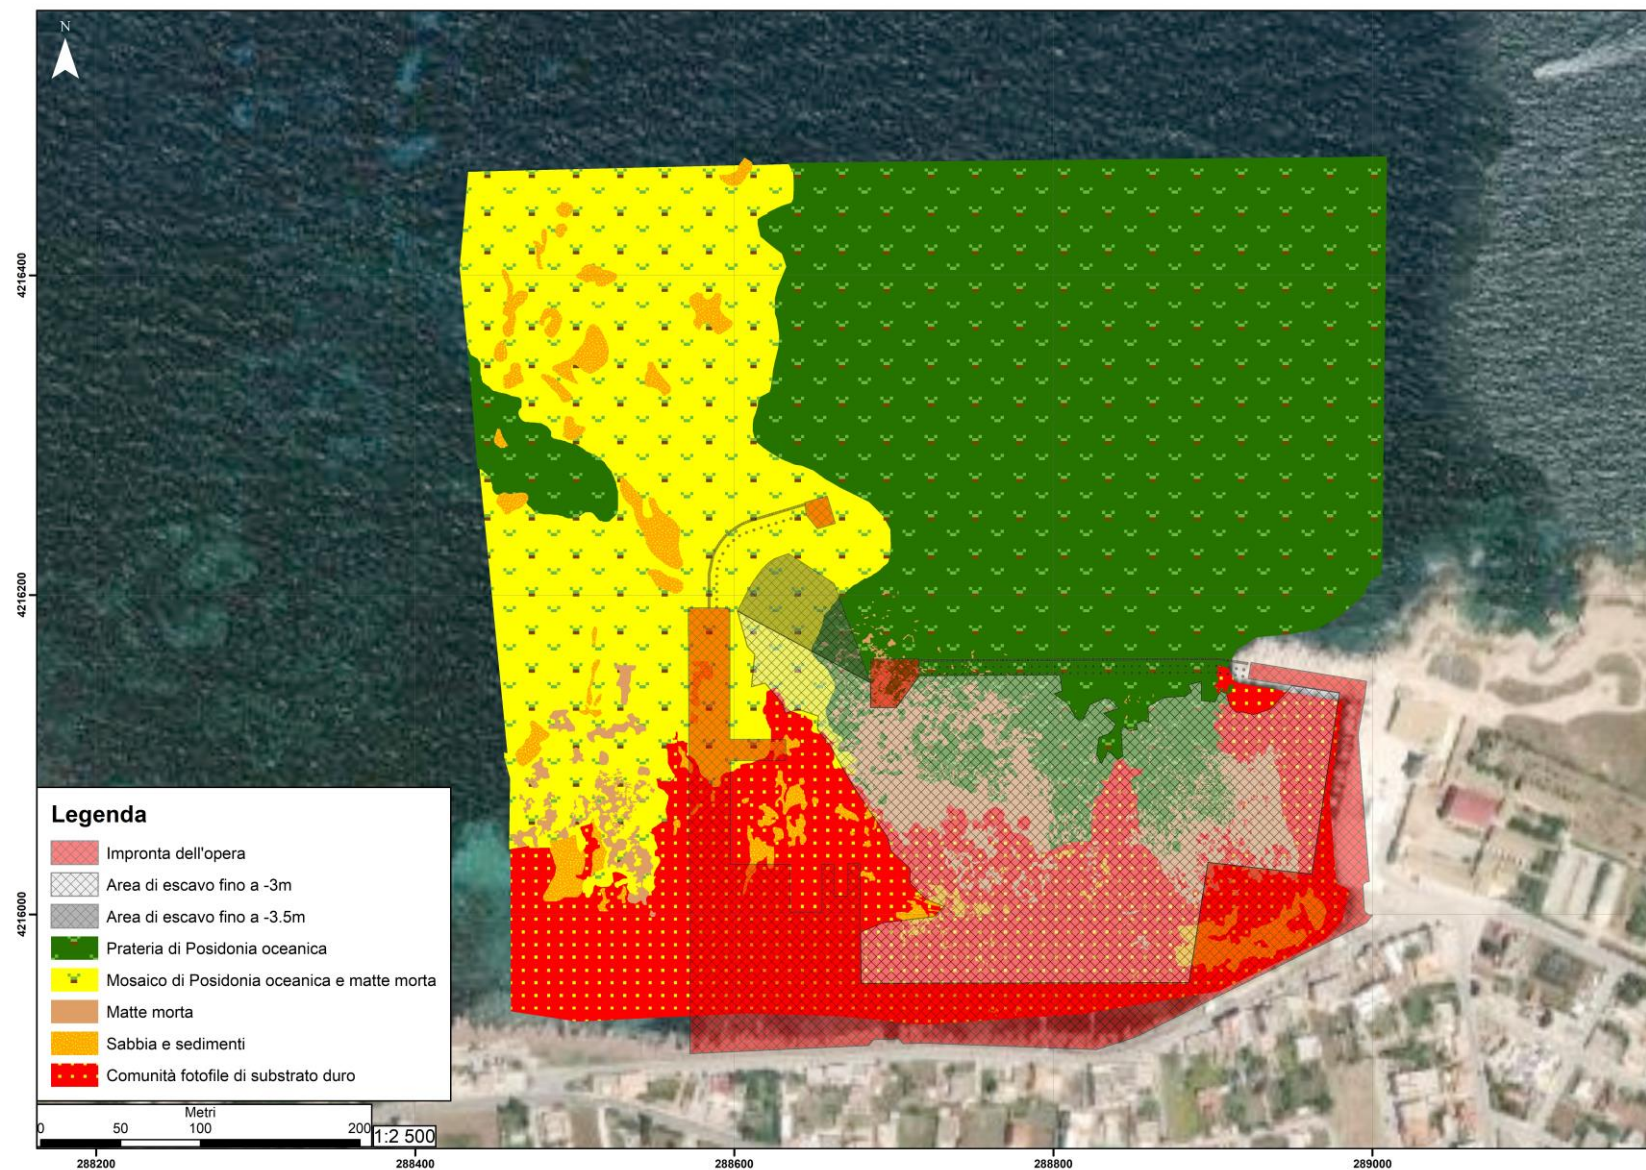 N
4216400
4216200
4216000
Legenda
Impronta dell'opera
Area di escavo fino a -3m
Area di escavo fino a -3.5m
Prateria di Posidonia oceanica
Mosaico di Posidonia oceanica e matte morta
Matte morta
Sabbia e sedimenti
Comunità fotofile di substrato duro
Metri
0 50 100 200
1:2 500
288200 288400 288600 288800 289000